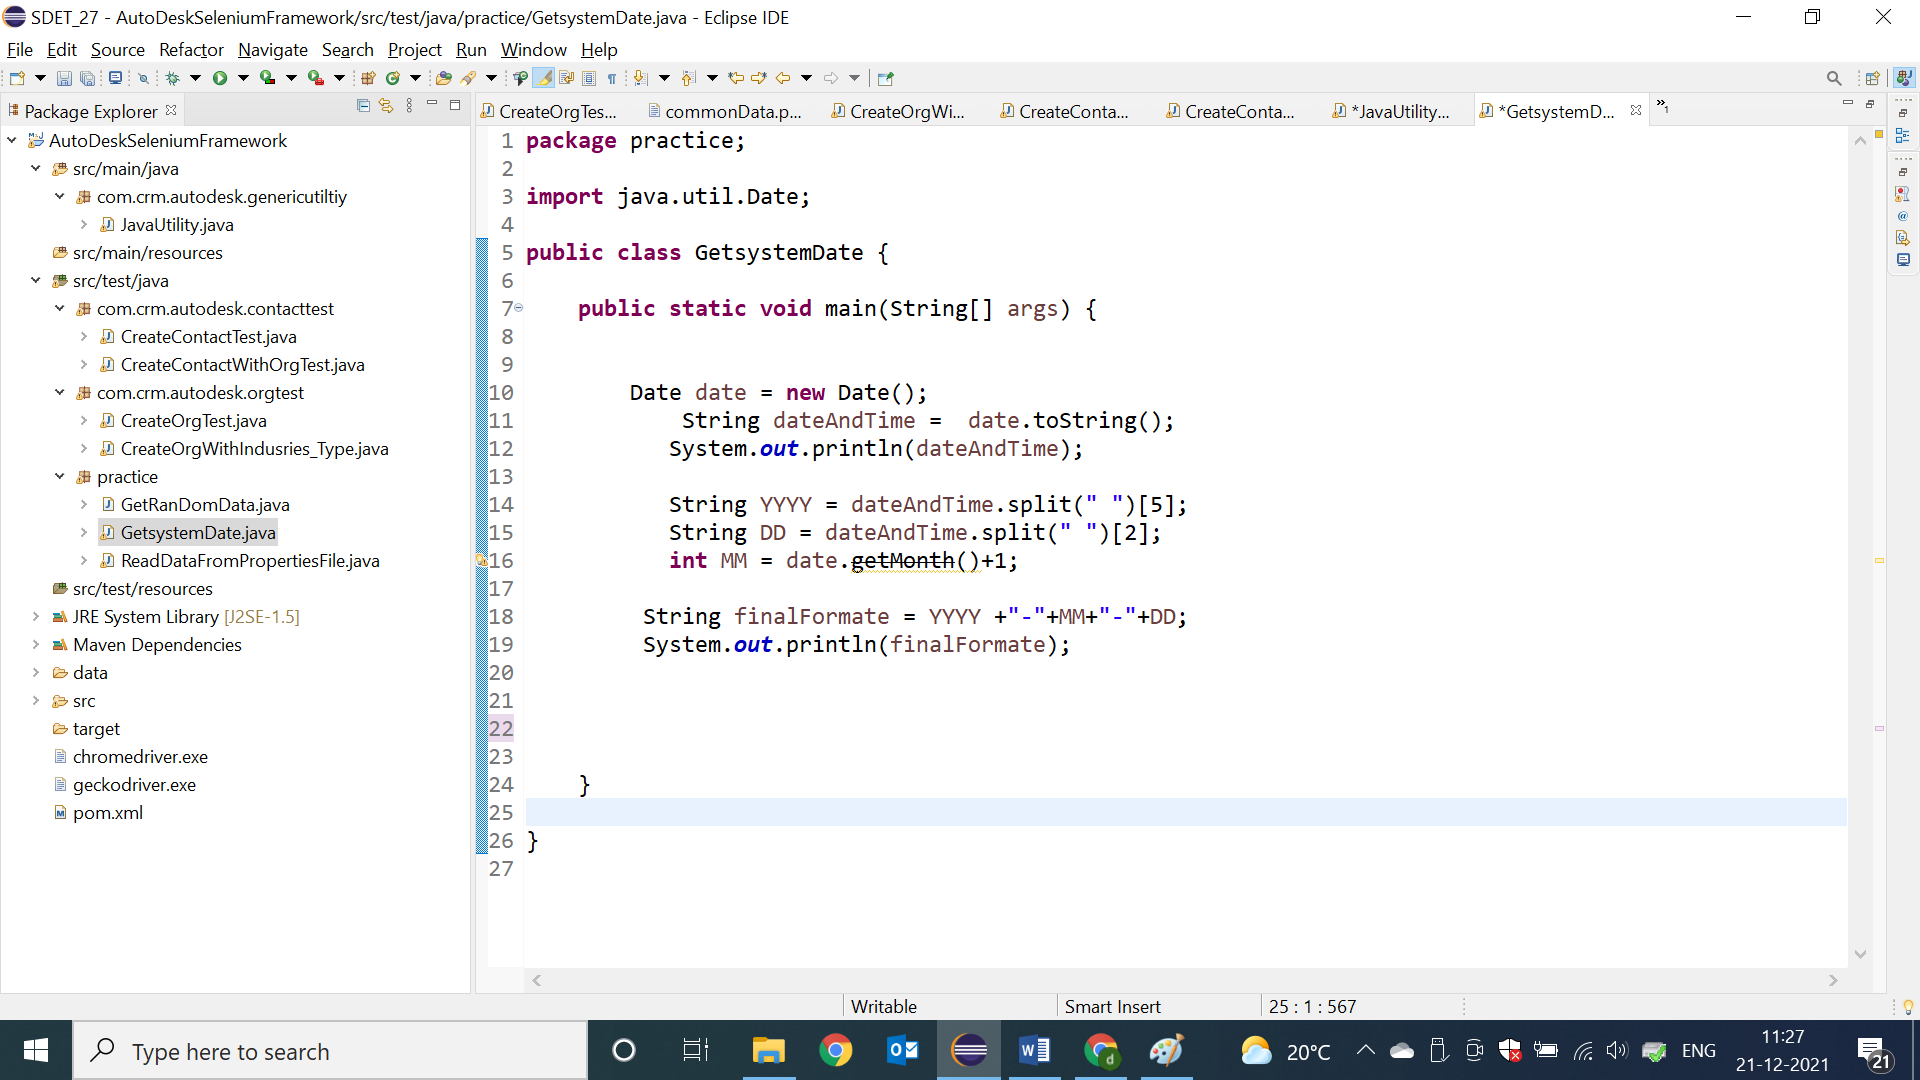 SDET_27 - AutoDeskSeleniumFramework/src/test/java/practice/GetsystemDate.java - Eclipse IDE
File Edit Source Refactor Navigate Search Project Run Window Help
Package Explorer
AutoDeskSeleniumFramework
src/main/java
com.crm.autodesk.genericutiltiy
JavaUtility.java
src/main/resources
src/test/java
com.crm.autodesk.contacttest
CreateContactTest.java
CreateContactWithOrgTest.java
com.crm.autodesk.orgtest
CreateOrgTest.java
CreateOrgWithIndusries_Type.java
practice
GetRanDomData.java
GetsystemDate.java
ReadDataFromPropertiesFile.java
src/test/resources
JRE System Library [J2SE-1.5]
Maven Dependencies
data
src
target
chromedriver.exe
geckodriver.exe
pom.xml
CreateOrgTes... commonData.p... CreateOrgWi... CreateConta... CreateConta... *JavaUtility... *GetsystemD... »1
1 package practice;
2
3 import java.util.Date;
4
5 public class GetsystemDate {
6
7 public static void main(String[] args) {
8
9
10 Date date = new Date();
11 String dateAndTime =  date.toString();
12 System.out.println(dateAndTime);
13
14 String YYYY = dateAndTime.split(" ")[5];
15 String DD = dateAndTime.split(" ")[2];
16 int MM = date.getMonth()+1;
17
18 String finalFormate = YYYY +"-"+MM+"-"+DD;
19 System.out.println(finalFormate);
20
21
22
23
24 }
25
26 }
27
Writable Smart Insert 25 : 1 : 567
Type here to search
20°C ENG 11:27
21-12-2021
21